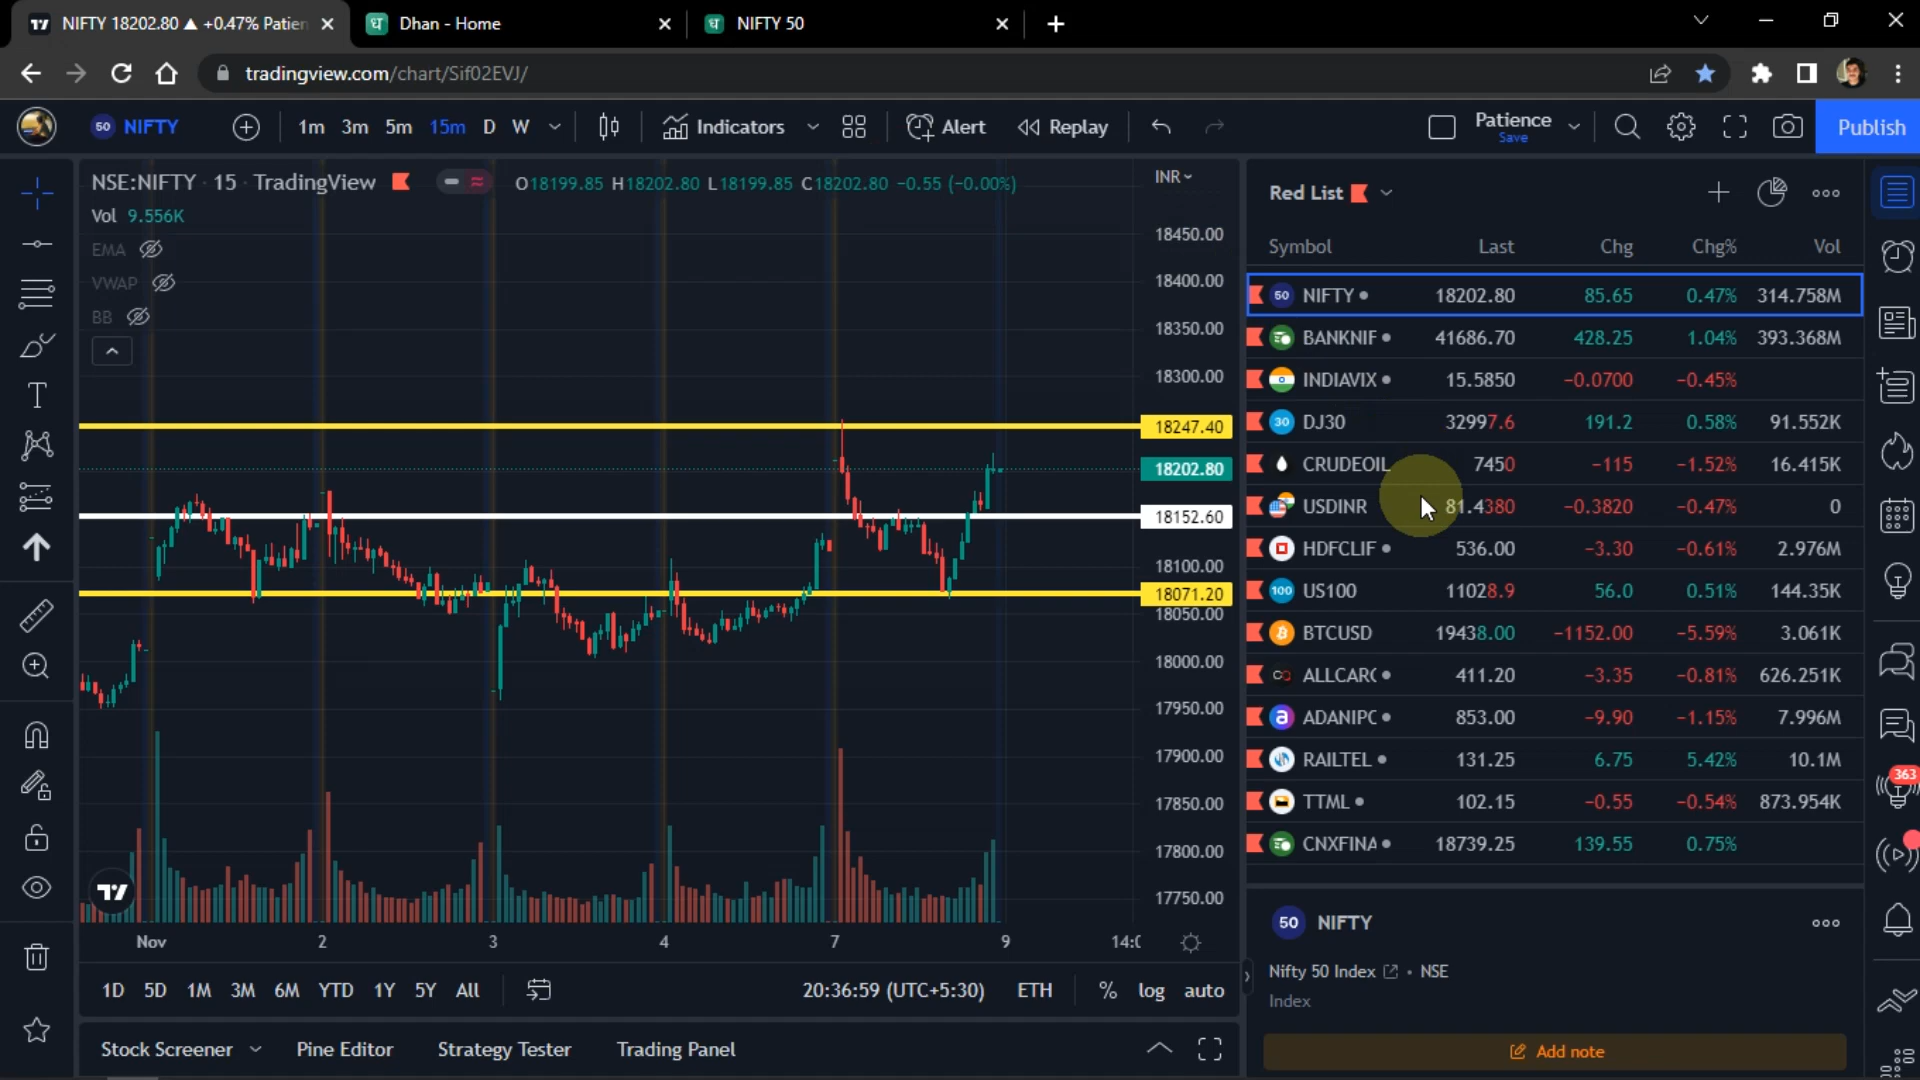 NIFTY 18202.80 ▲ +0.47% Patien
Dhan - Home
NIFTY 50
tradingview.com/chart/Sif02EVJ/
50 NIFTY
1m 3m 5m 15m D W
Indicators
Alert
Replay
Patience
Save
Publish
NSE:NIFTY · 15 · TradingView
O18199.85 H18202.80 L18199.85 C18202.80 −0.55 (−0.00%)
INR
Vol 9.556K
EMA
VWAP
BB
18450.00
18400.00
18350.00
18300.00
18247.40
18202.80
18152.60
18100.00
18071.20
18050.00
18000.00
17950.00
17900.00
17850.00
17800.00
17750.00
Nov 2 3 4 7 9 14:0
1D 5D 1M 3M 6M YTD 1Y 5Y All
20:36:59 (UTC+5:30) ETH % log auto
Stock Screener Pine Editor Strategy Tester Trading Panel
Red List
Symbol Last Chg Chg% Vol
50 NIFTY 18202.80 85.65 0.47% 314.758M
BANKNIF 41686.70 428.25 1.04% 393.368M
INDIAVIX 15.5850 −0.0700 −0.45%
30 DJ30 32997.6 191.2 0.58% 91.552K
CRUDEOIL 7450 −115 −1.52% 16.415K
USDINR 81.4380 −0.3820 −0.47% 0
HDFCLIF 536.00 −3.30 −0.61% 2.976M
100 US100 11028.9 56.0 0.51% 144.35K
BTCUSD 19438.00 −1152.00 −5.59% 3.061K
ALLCARG 411.20 −3.35 −0.81% 626.251K
ADANIPO 853.00 −9.90 −1.15% 7.996M
RAILTEL 131.25 6.75 5.42% 10.1M
TTML 102.15 −0.55 −0.54% 873.954K
CNXFINA 18739.25 139.55 0.75%
50 NIFTY
Nifty 50 Index • NSE
Index
Add note
363